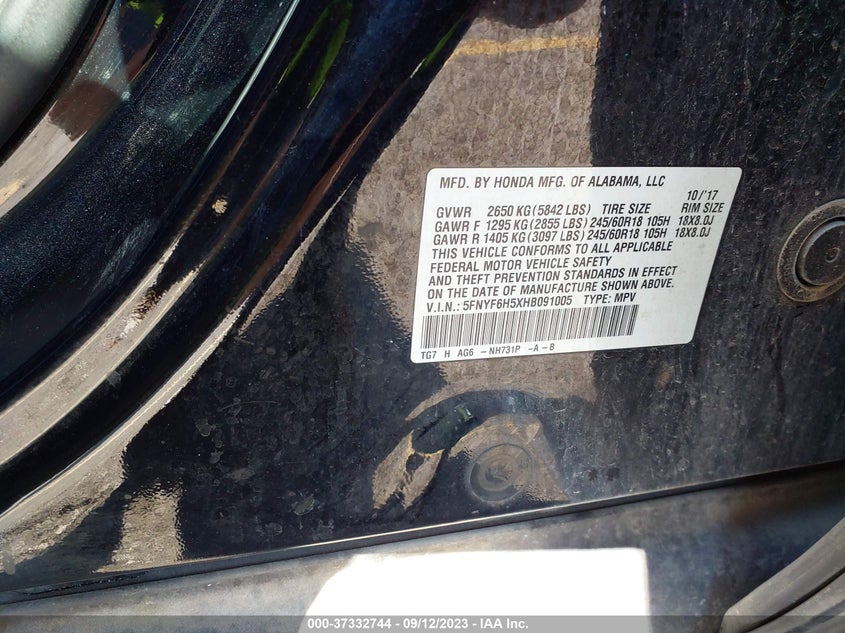 MFD. BY HONDA MFG. OF ALABAMA, LLC 10/'17
GVWR 2650 KG (5842 LBS) TIRE SIZE RIM SIZE
GAWR F 1295 KG (2855 LBS) 245/60R18 105H 18X8.0J
GAWR R 1405 KG (3097 LBS) 245/60R18 105H 18X8.0J
THIS VEHICLE CONFORMS TO ALL APPLICABLE
FEDERAL MOTOR VEHICLE SAFETY
AND THEFT PREVENTION STANDARDS IN EFFECT
ON THE DATE OF MANUFACTURE SHOWN ABOVE.
V.I.N.: 5FNYF6H5XHB091005 TYPE: MPV
TG7 H AG6 -NH731P -A-B
000-37332744 - 09/12/2023 - IAA Inc.